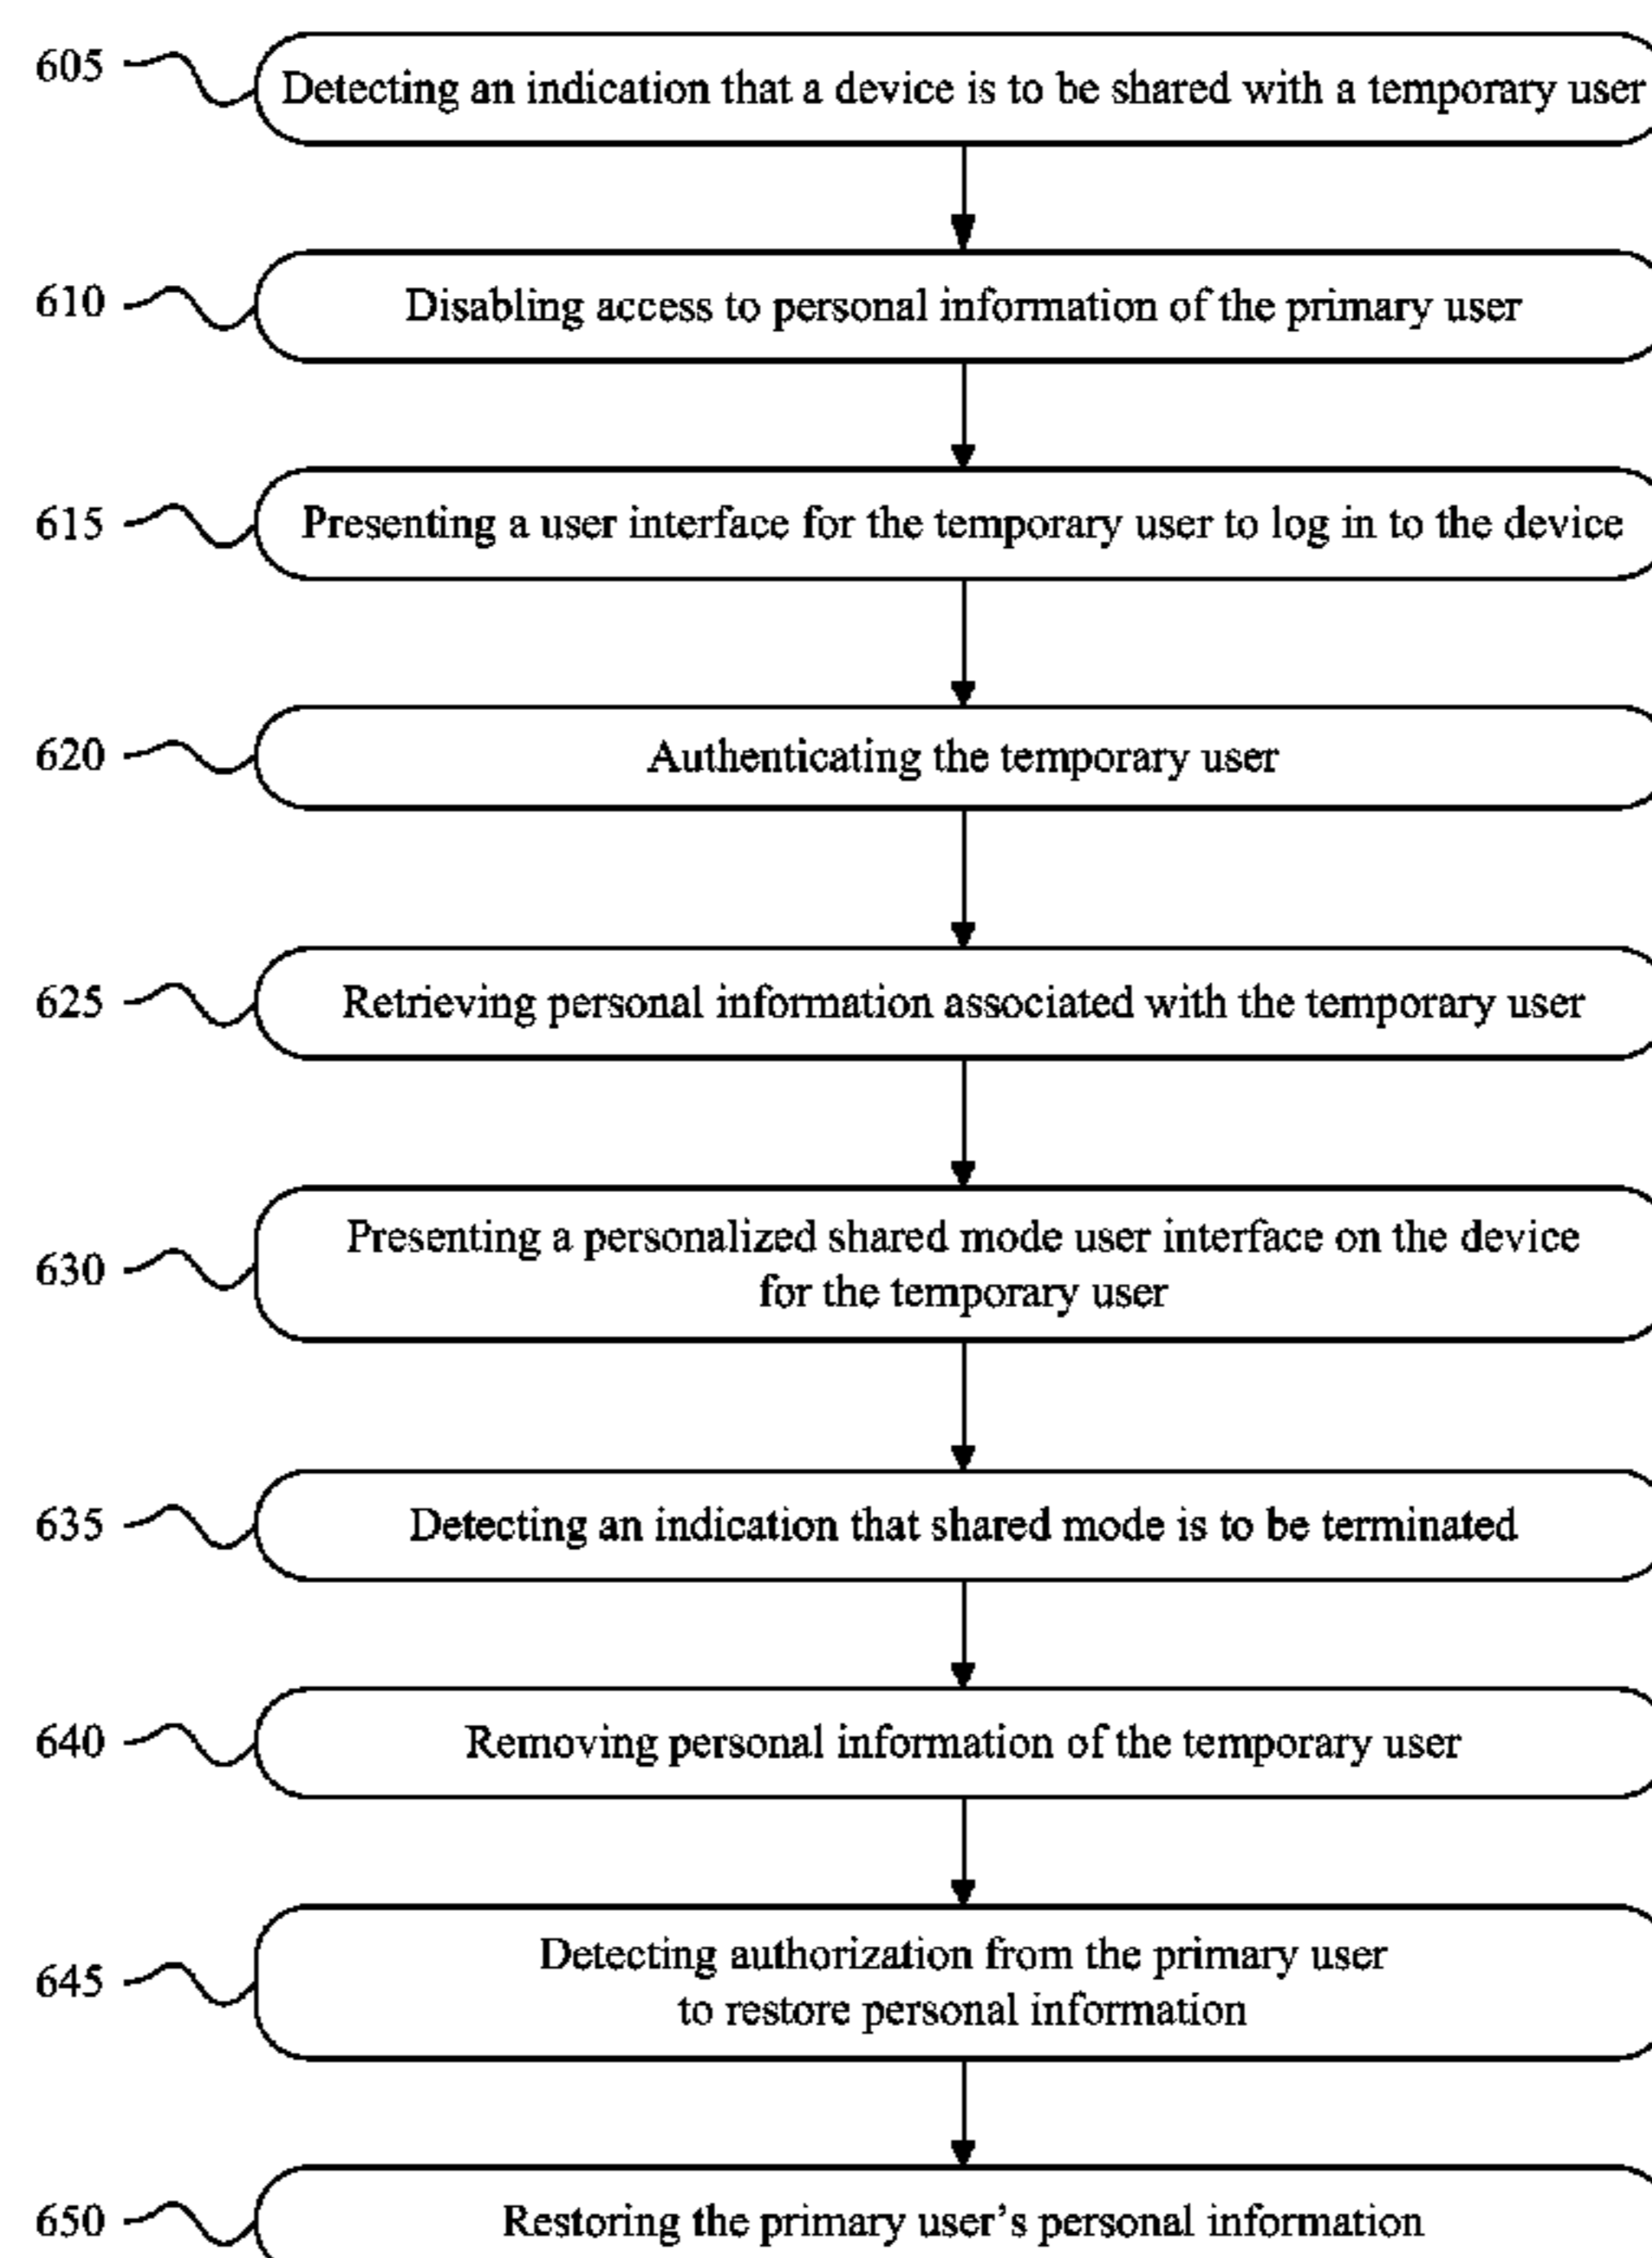 605
Detecting an indication that a device is to be shared with a temporary user
610
Disabling access to personal information of the primary user
615
Presenting a user interface for the temporary user to log in to the device
620
Authenticating the temporary user
625
Retrieving personal information associated with the temporary user
630
Presenting a personalized shared mode user interface on the device
for the temporary user
635
Detecting an indication that shared mode is to be terminated
640
Removing personal information of the temporary user
645
Detecting authorization from the primary user
to restore personal information
650
Restoring the primary user's personal information